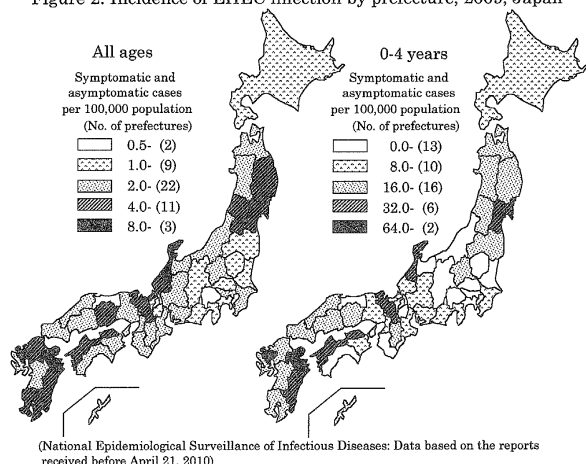 Figure 2. Incidence of EHEC infection by prefecture, 2009, Japan
All ages
Symptomatic and
asymptomatic cases
per 100,000 population
(No. of prefectures)
0.5- (2)
1.0- (9)
2.0- (22)
4.0- (11)
8.0- (3)
0-4 years
Symptomatic and
asymptomatic cases
per 100,000 population
(No. of prefectures)
0.0- (13)
8.0- (10)
16.0- (16)
32.0- (6)
64.0- (2)
(National Epidemiological Surveillance of Infectious Diseases: Data based on the reports
received before April 21, 2010)